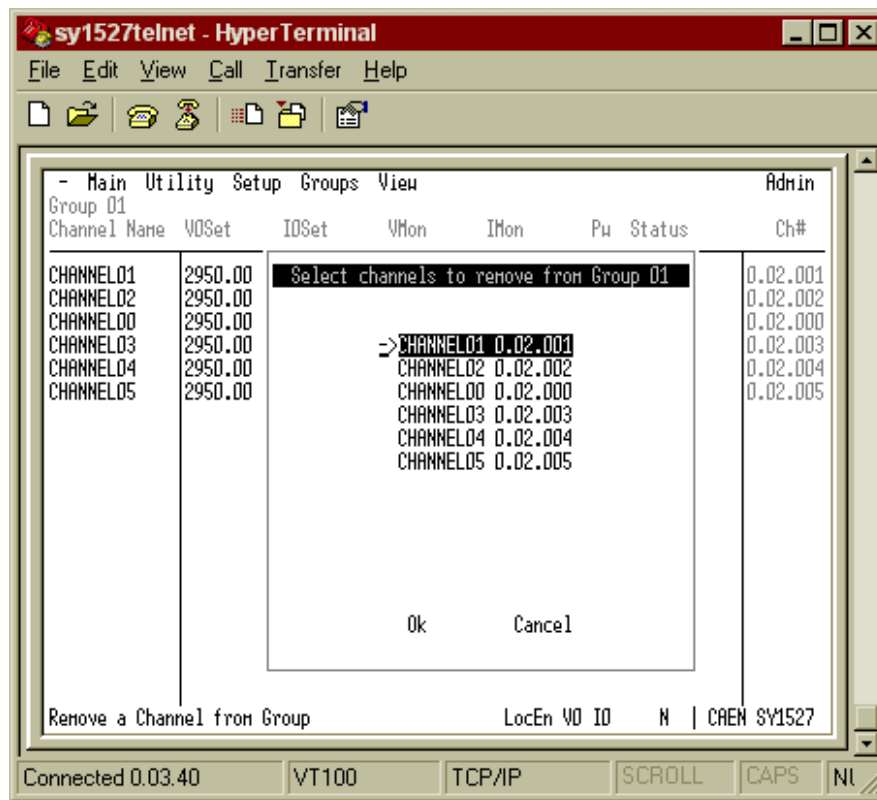 sy1527telnet - HyperTerminal
File Edit View Call Transfer Help
- Main Utility Setup Groups View Admin
Group 01
Channel Name V0Set I0Set VMon IMon Pw Status Ch#
CHANNEL01 2950.00 Select channels to remove from Group 01 0.02.001
CHANNEL02 2950.00 0.02.002
CHANNEL00 2950.00 0.02.000
CHANNEL03 2950.00 ->CHANNEL01 0.02.001 0.02.003
CHANNEL04 2950.00 CHANNEL02 0.02.002 0.02.004
CHANNEL05 2950.00 CHANNEL00 0.02.000 0.02.005
CHANNEL03 0.02.003
CHANNEL04 0.02.004
CHANNEL05 0.02.005
Ok Cancel
Remove a Channel from Group LocEn V0 I0 N | CAEN SY1527
Connected 0.03.40 VT100 TCP/IP SCROLL CAPS NU